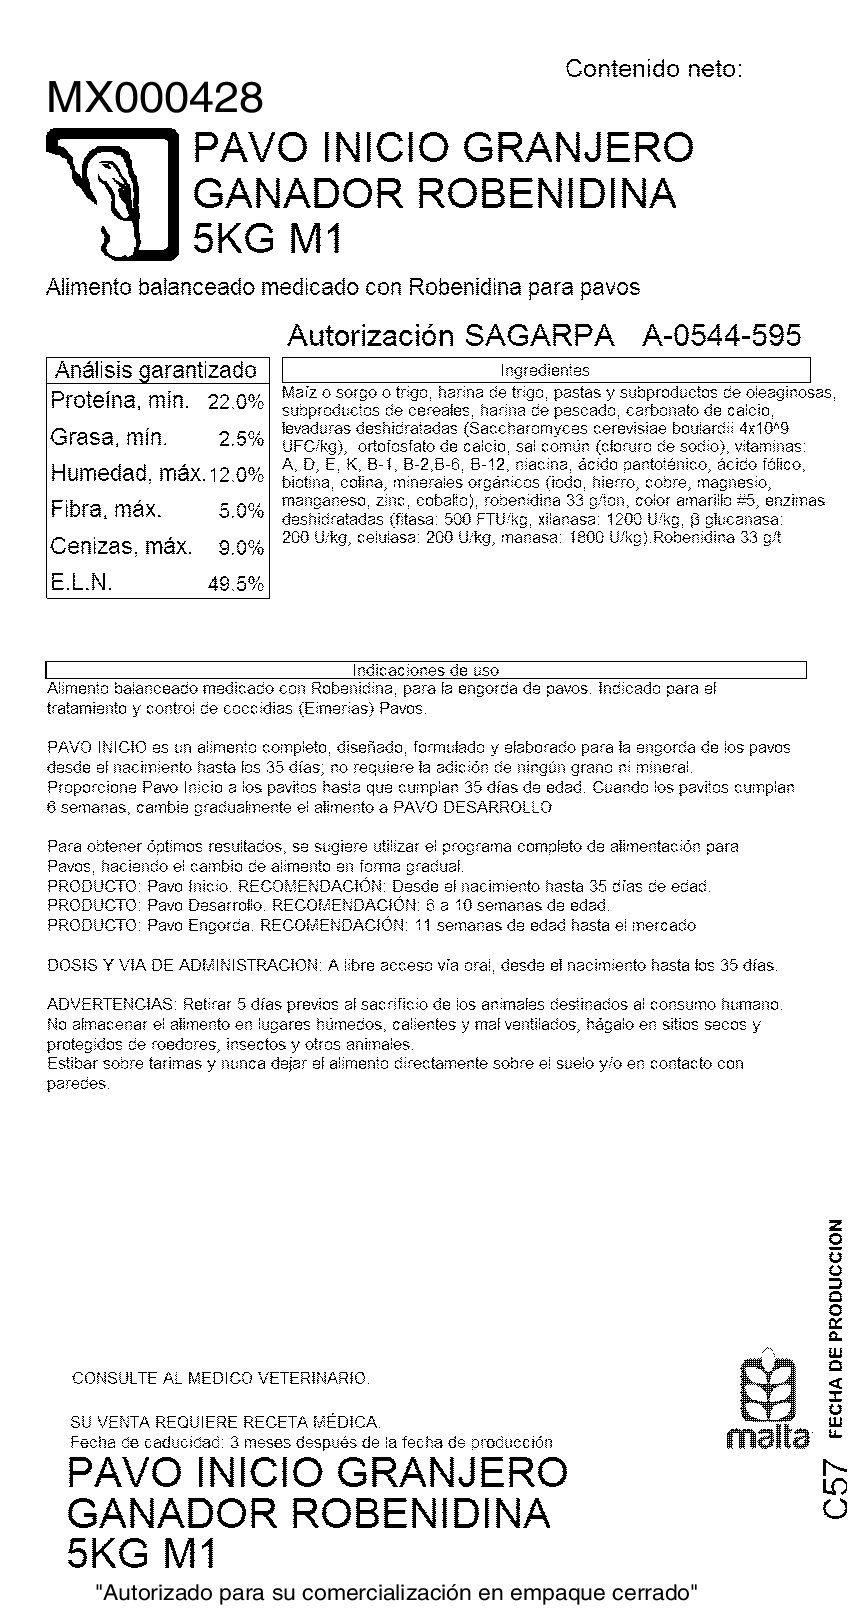 Contenido neto:
MX000428
PAVO INICIO GRANJERO
GANADOR ROBENIDINA
5KG M1
Alimento balanceado medicado con Robenidina para pavos
Autorización SAGARPA A-0544-595
Análisis garantizado
Proteína, mín. 22.0%
Grasa, mín. 2.5%
Humedad, máx. 12.0%
Fibra, máx. 5.0%
Cenizas, máx. 9.0%
E.L.N. 49.5%
Ingredientes
Maíz o sorgo o trigo, harina de trigo, pastas y subproductos de oleaginosas,
subproductos de cereales, harina de pescado, carbonato de calcio,
levaduras deshidratadas (Saccharomyces cerevisiae boulardii 4x10^9
UFC/kg), ortofosfato de calcio, sal común (cloruro de sodio), vitaminas:
A, D, E, K, B-1, B-2,B-6, B-12, niacina, ácido pantoténico, ácido fólico,
biotina, colina, minerales orgánicos (iodo, hierro, cobre, magnesio,
manganeso, zinc, cobalto), robenidina 33 g/ton, color amarillo #5, enzimas
deshidratadas (fitasa: 500 FTU/kg, xilanasa: 1200 U/kg, β glucanasa:
200 U/kg, celulasa: 200 U/kg, manasa: 1800 U/kg).Robenidina 33 g/t
Indicaciones de uso
Alimento balanceado medicado con Robenidina, para la engorda de pavos. Indicado para el
tratamiento y control de coccidias (Eimerias) Pavos.
PAVO INICIO es un alimento completo, diseñado, formulado y elaborado para la engorda de los pavos
desde el nacimiento hasta los 35 días; no requiere la adición de ningún grano ni mineral.
Proporcione Pavo Inicio a los pavitos hasta que cumplan 35 días de edad. Cuando los pavitos cumplan
6 semanas, cambie gradualmente el alimento a PAVO DESARROLLO
Para obtener óptimos resultados, se sugiere utilizar el programa completo de alimentación para
Pavos, haciendo el cambio de alimento en forma gradual.
PRODUCTO: Pavo Inicio. RECOMENDACIÓN: Desde el nacimiento hasta 35 días de edad.
PRODUCTO: Pavo Desarrollo. RECOMENDACIÓN: 6 a 10 semanas de edad.
PRODUCTO: Pavo Engorda. RECOMENDACIÓN: 11 semanas de edad hasta el mercado
DOSIS Y VIA DE ADMINISTRACION: A libre acceso vía oral, desde el nacimiento hasta los 35 días.
ADVERTENCIAS: Retirar 5 días previos al sacrificio de los animales destinados al consumo humano.
No almacenar el alimento en lugares húmedos, calientes y mal ventilados, hágalo en sitios secos y
protegidos de roedores, insectos y otros animales.
Estibar sobre tarimas y nunca dejar el alimento directamente sobre el suelo y/o en contacto con
paredes.
FECHA DE PRODUCCION
CONSULTE AL MEDICO VETERINARIO.
SU VENTA REQUIERE RECETA MÉDICA.
Fecha de caducidad: 3 meses después de la fecha de producción
malta
C57
PAVO INICIO GRANJERO
GANADOR ROBENIDINA
5KG M1
"Autorizado para su comercialización en empaque cerrado"